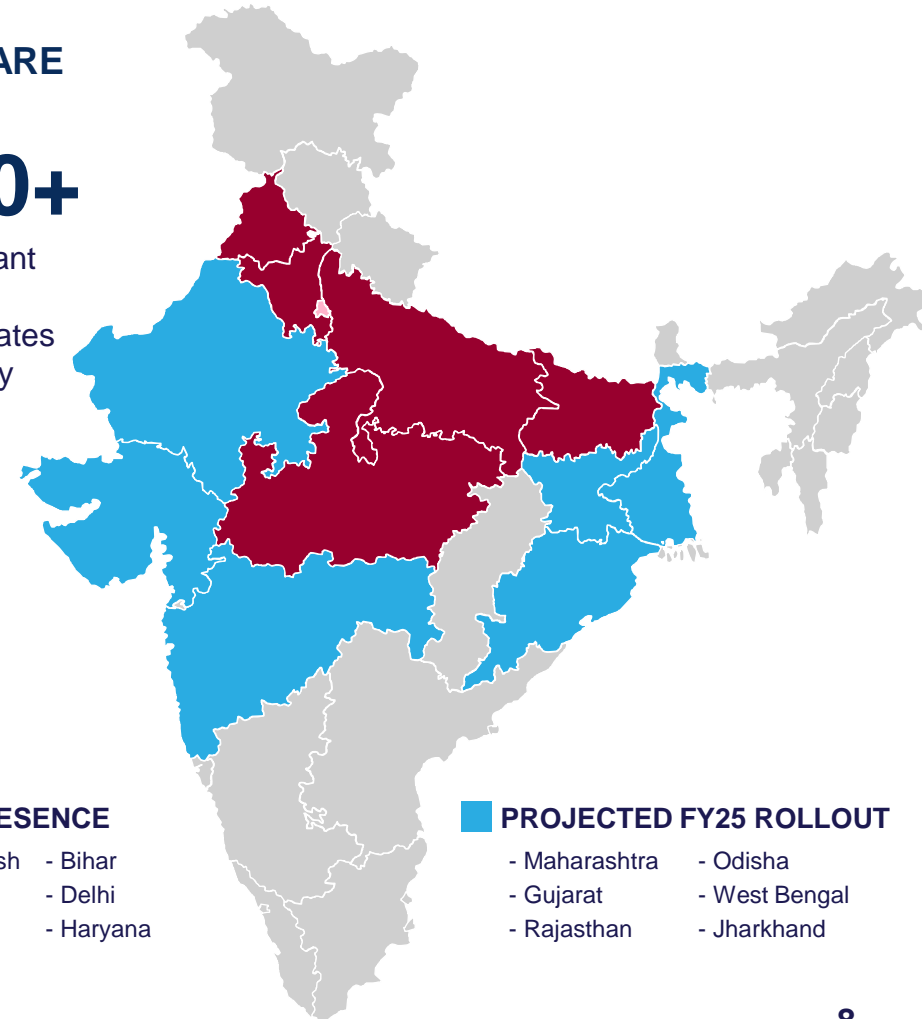 ARE
0+
ant
ates
y
ESENCE
sh - Bihar
- Delhi
- Haryana
PROJECTED FY25 ROLLOUT
- Maharashtra - Odisha
- Gujarat - West Bengal
- Rajasthan - Jharkhand
8